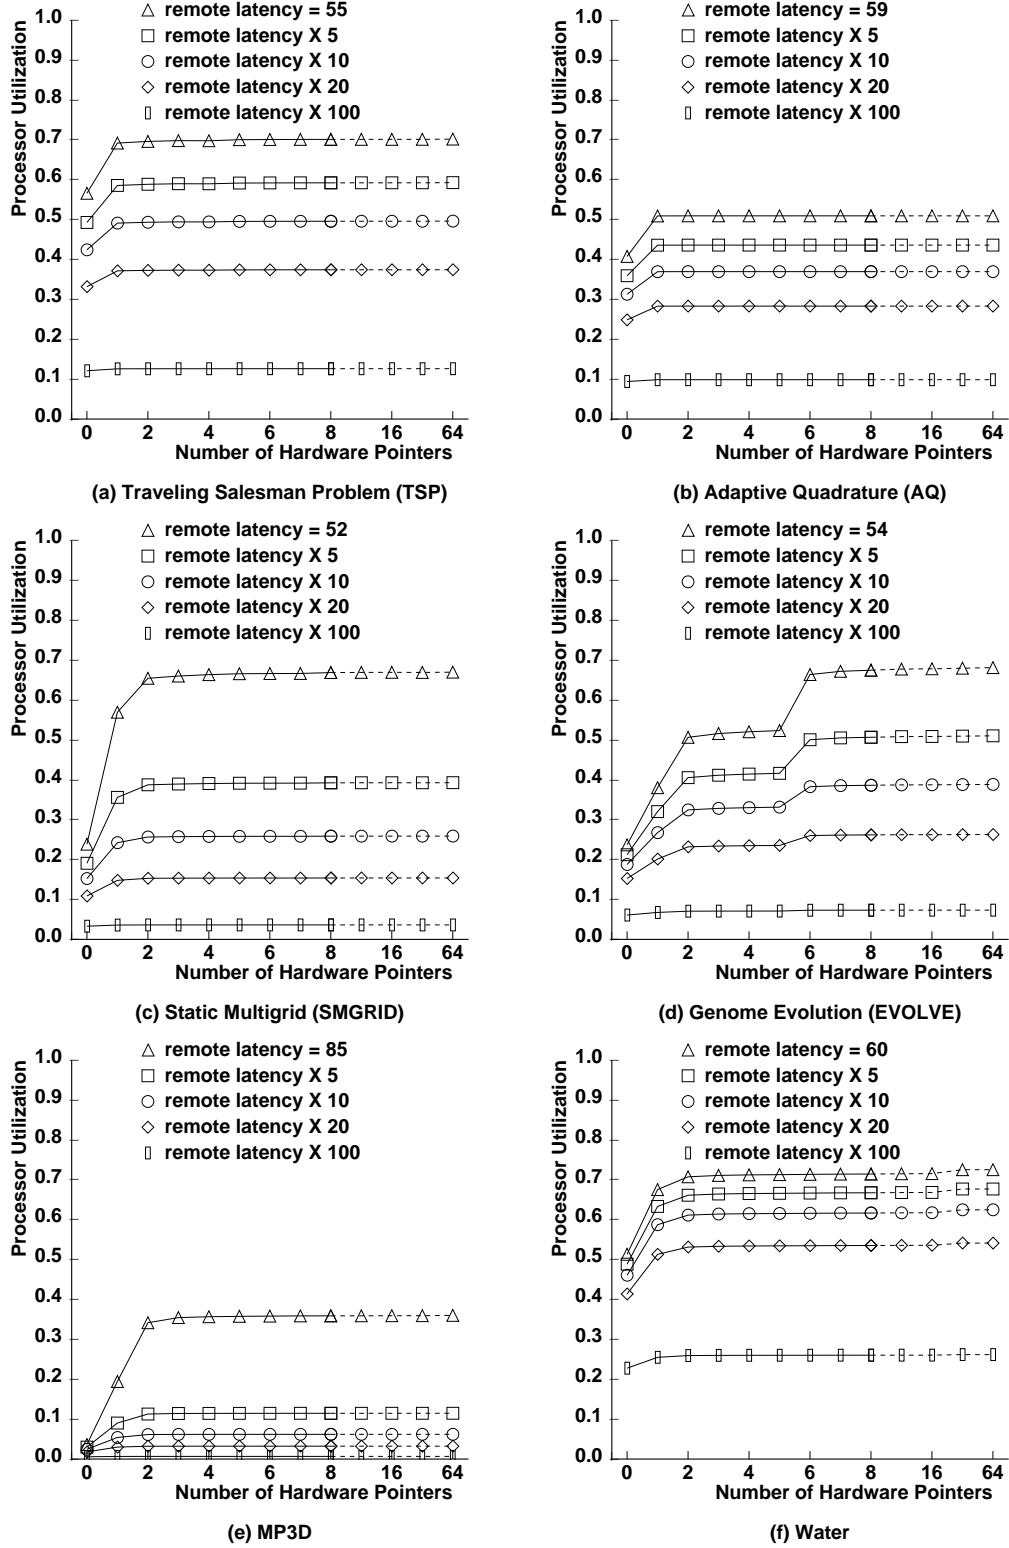 remote latency = 55
remote latency X 5
remote latency X 10
remote latency X 20
remote latency X 100
Processor Utilization
1.0
0.9
0.8
0.7
0.6
0.5
0.4
0.3
0.2
0.1
0.0
0 2 4 6 8 16 64
Number of Hardware Pointers
(a) Traveling Salesman Problem (TSP)
remote latency = 59
remote latency X 5
remote latency X 10
remote latency X 20
remote latency X 100
Processor Utilization
1.0
0.9
0.8
0.7
0.6
0.5
0.4
0.3
0.2
0.1
0.0
0 2 4 6 8 16 64
Number of Hardware Pointers
(b) Adaptive Quadrature (AQ)
remote latency = 52
remote latency X 5
remote latency X 10
remote latency X 20
remote latency X 100
Processor Utilization
1.0
0.9
0.8
0.7
0.6
0.5
0.4
0.3
0.2
0.1
0.0
0 2 4 6 8 16 64
Number of Hardware Pointers
(c) Static Multigrid (SMGRID)
remote latency = 54
remote latency X 5
remote latency X 10
remote latency X 20
remote latency X 100
Processor Utilization
1.0
0.9
0.8
0.7
0.6
0.5
0.4
0.3
0.2
0.1
0.0
0 2 4 6 8 16 64
Number of Hardware Pointers
(d) Genome Evolution (EVOLVE)
remote latency = 85
remote latency X 5
remote latency X 10
remote latency X 20
remote latency X 100
Processor Utilization
1.0
0.9
0.8
0.7
0.6
0.5
0.4
0.3
0.2
0.1
0.0
0 2 4 6 8 16 64
Number of Hardware Pointers
(e) MP3D
remote latency = 60
remote latency X 5
remote latency X 10
remote latency X 20
remote latency X 100
Processor Utilization
1.0
0.9
0.8
0.7
0.6
0.5
0.4
0.3
0.2
0.1
0.0
0 2 4 6 8 16 64
Number of Hardware Pointers
(f) Water